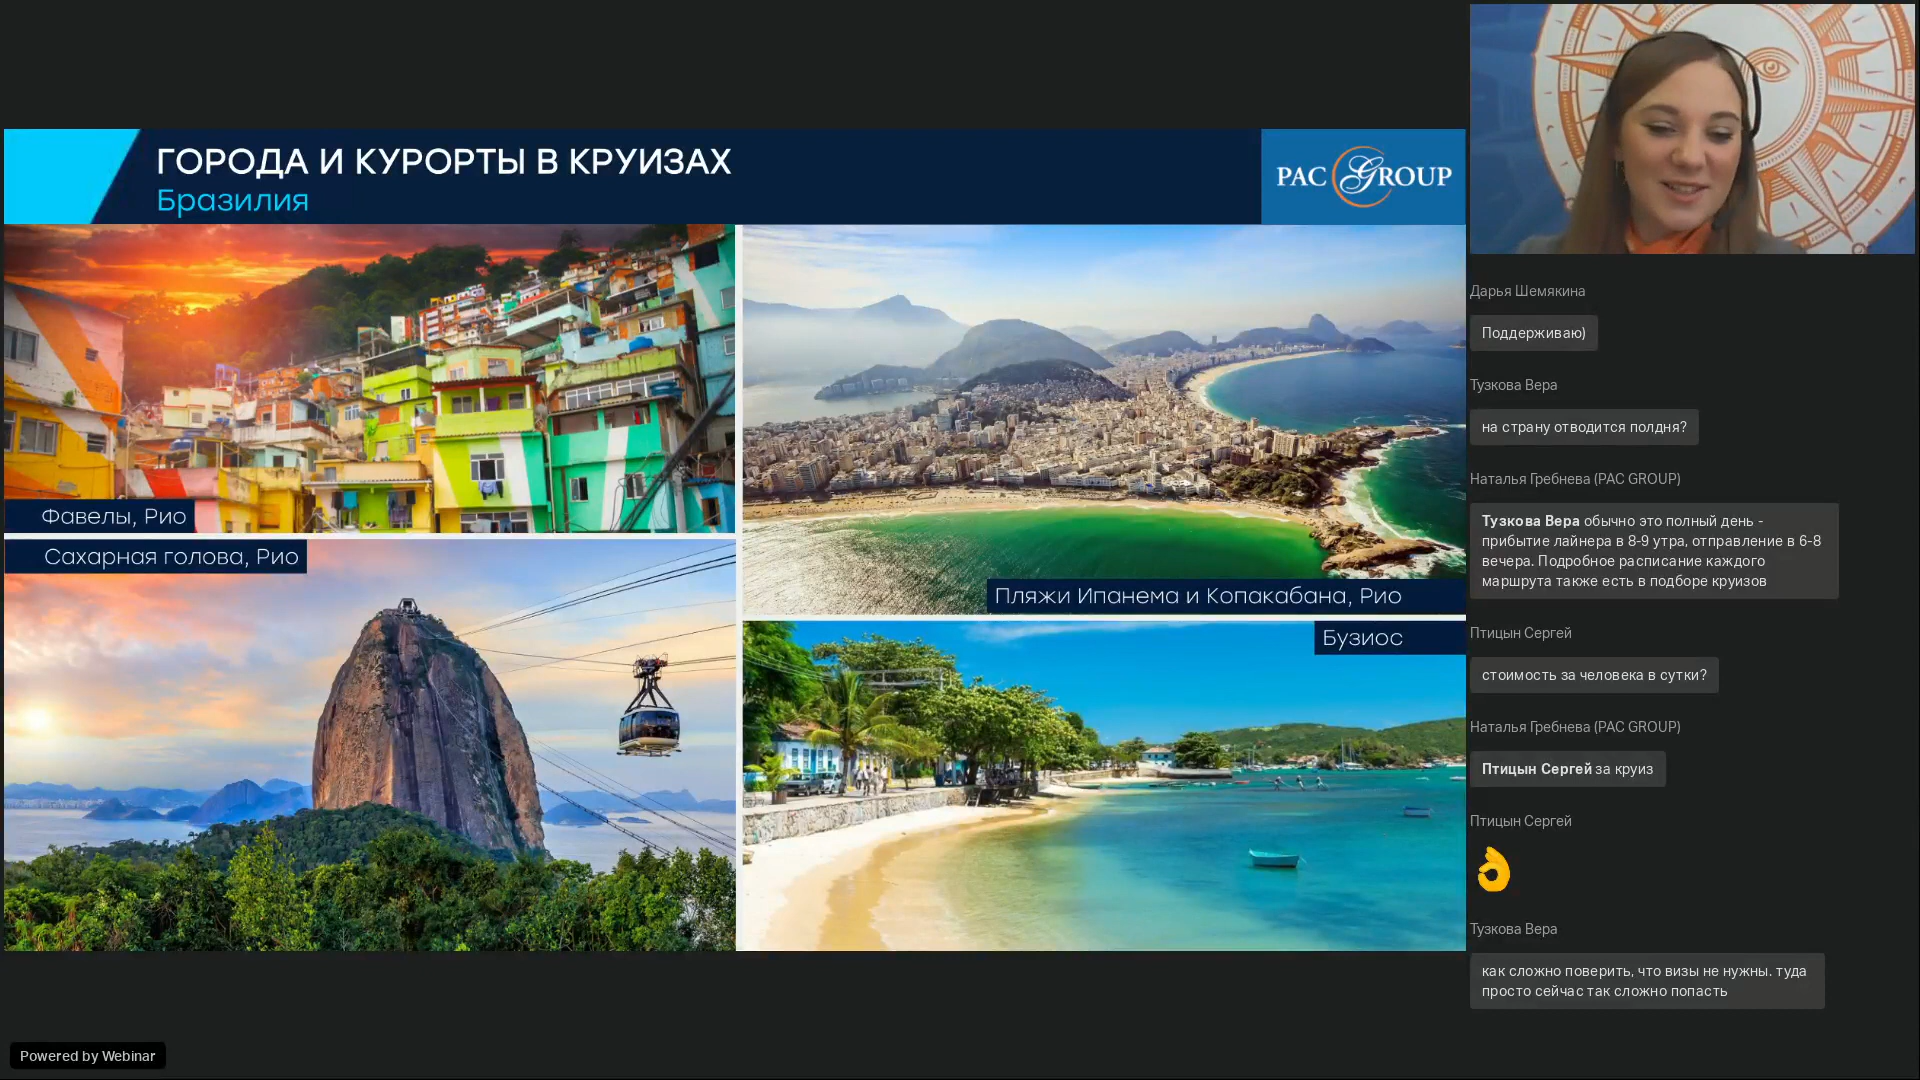 ГОРОДА И КУРОРТЫ В КРУИЗАХ
Бразилия
PAC GROUP
Фавелы, Рио
Сахарная голова, Рио
Пляжи Ипанема и Копакабана, Рио
Бузиос
Дарья Шемякина
Поддерживаю)
Тузкова Вера
на страну отводится полдня?
Наталья Гребнева (PAC GROUP)
Тузкова Вера обычно это полный день -
прибытие лайнера в 8-9 утра, отправление в 6-8
вечера. Подробное расписание каждого
маршрута также есть в подборе круизов
Птицын Сергей
стоимость за человека в сутки?
Наталья Гребнева (PAC GROUP)
Птицын Сергей за круиз
Птицын Сергей
Тузкова Вера
как сложно поверить, что визы не нужны. туда
просто сейчас так сложно попасть
Powered by Webinar